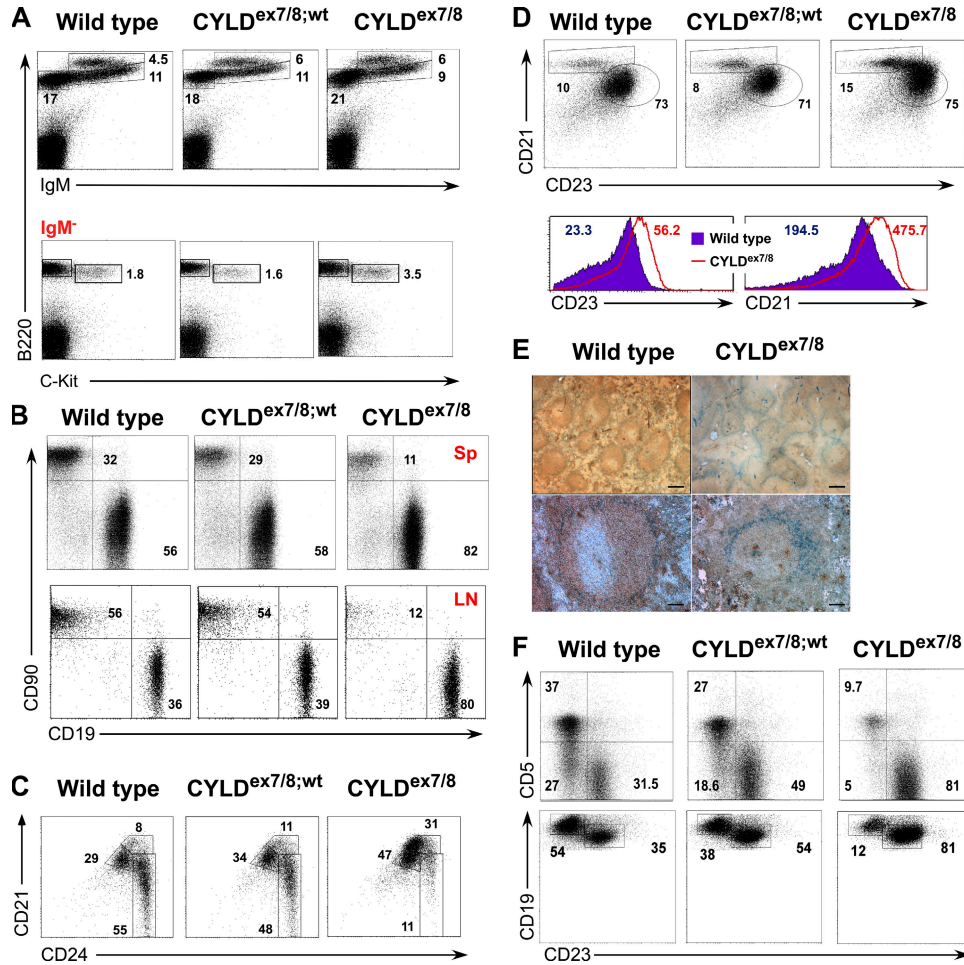 A
Wild type CYLDex7/8;wt CYLDex7/8
4.5 6 6
11 11 9
17 18 21
IgM
IgM-
1.8 1.6 3.5
B220
C-Kit
B
Wild type CYLDex7/8;wt CYLDex7/8
Sp
32 29 11
56 58 82
LN
56 54 12
36 39 80
CD90
CD19
C
Wild type CYLDex7/8;wt CYLDex7/8
8 11 31
29 34 47
55 48 11
CD21
CD24
D
Wild type CYLDex7/8;wt CYLDex7/8
10 8 15
73 71 75
CD21
CD23
23.3 56.2 194.5 475.7
Wild type
CYLDex7/8
CD23 CD21
E
Wild type CYLDex7/8
F
Wild type CYLDex7/8;wt CYLDex7/8
37 27 9.7
27 31.5 18.6 49 5 81
CD5
54 35 38 54 12 81
CD19
CD23